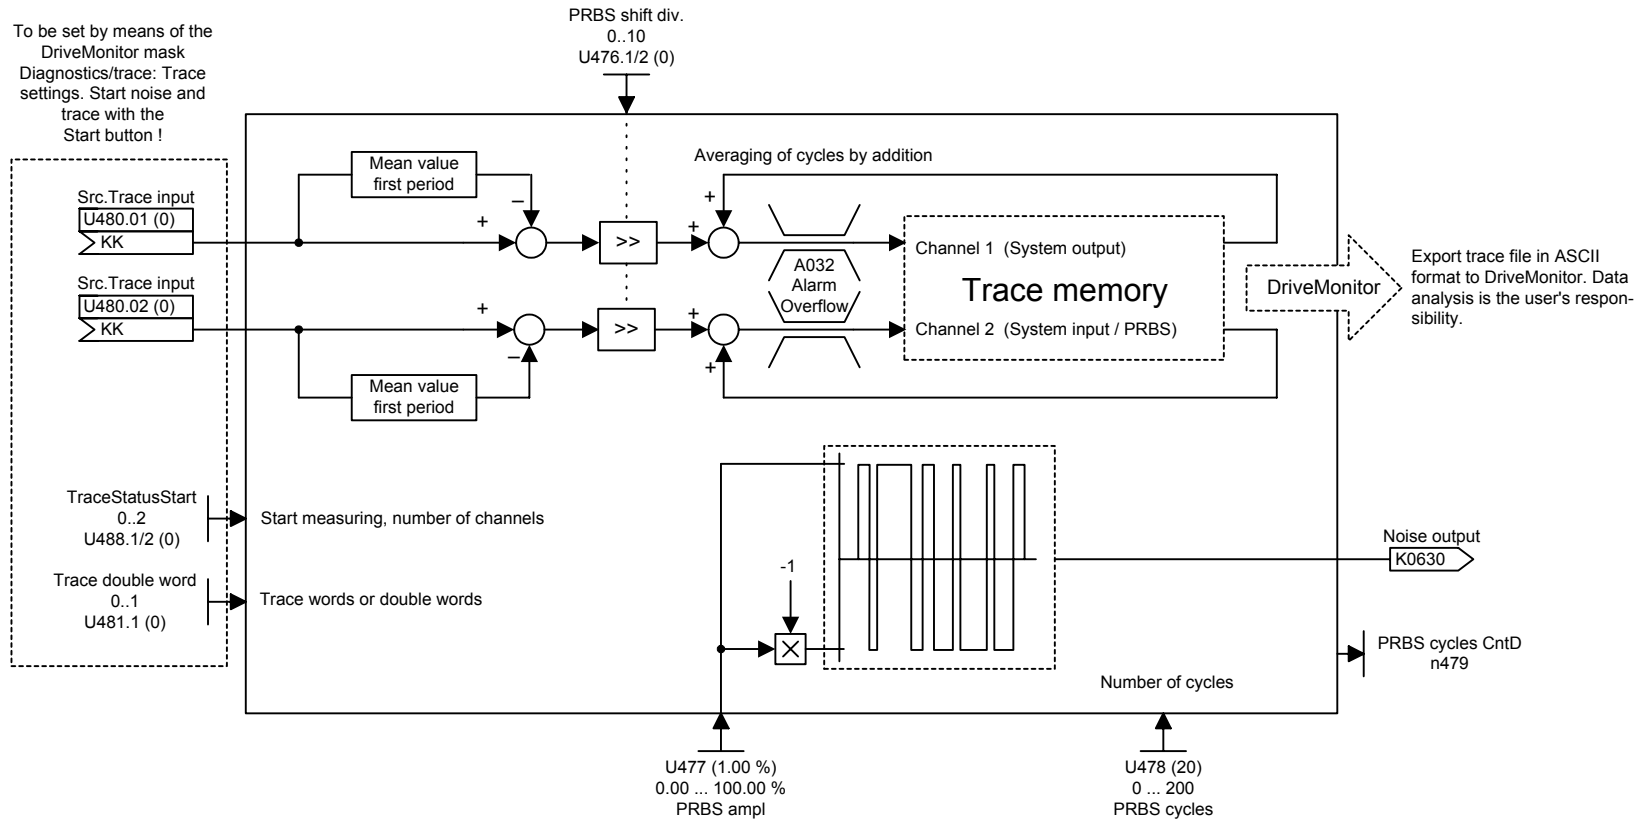 PRBS shift div.
0..10
U476.1/2 (0)
To be set by means of the
DriveMonitor mask
Diagnostics/trace: Trace
settings. Start noise and
trace with the
Start button !
Mean value
first period
Averaging of cycles by addition
Src.Trace input
U480.01 (0)
KK
+
−
>>
+
+
Channel 1 (System output)
A032
Alarm
Overflow
Trace memory
DriveMonitor
Export trace file in ASCII
format to DriveMonitor. Data
analysis is the user's respon-
sibility.
Src.Trace input
U480.02 (0)
KK
+
−
>>
+
+
Channel 2 (System input / PRBS)
Mean value
first period
TraceStatusStart
0..2
U488.1/2 (0)
Start measuring, number of channels
Trace double word
0..1
U481.1 (0)
Trace words or double words
-1
×
Noise output
K0630
PRBS cycles CntD
n479
Number of cycles
U477 (1.00 %)
0.00 ... 100.00 %
PRBS ampl
U478 (20)
0 ... 200
PRBS cycles